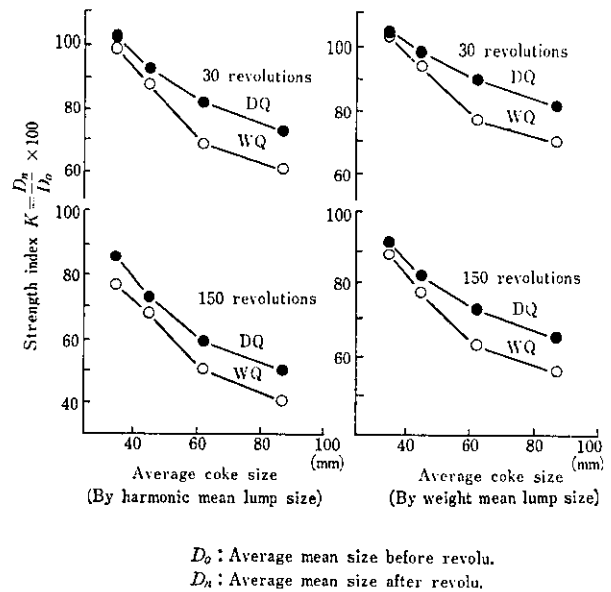 Strength index K = Dn/Do ×100
100
80
60
30 revolutions
DQ
WQ
100
80
60
30 revolutions
DQ
WQ
100
80
60
40
150 revolutions
DQ
WQ
100
80
60
150 revolutions
DQ
WQ
40 60 80 100
(mm)
40 60 80 100
(mm)
Average coke size
(By harmonic mean lump size)
Average coke size
(By weight mean lump size)
Do : Average mean size before revolu.
Dn : Average mean size after revolu.